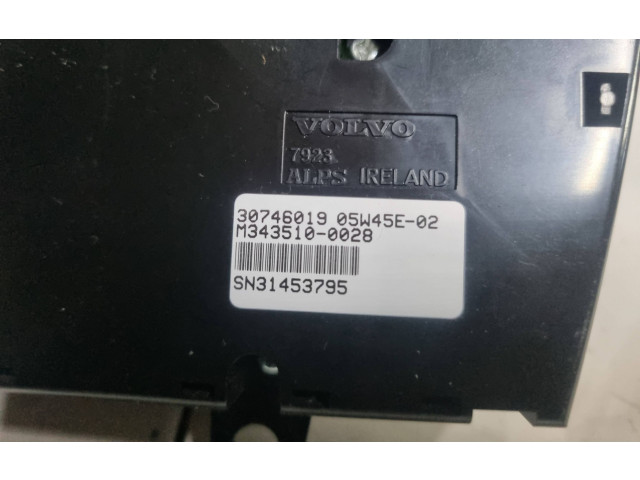 VOLVO
7923
ALPS IRELAND
30746019 05W45E-02
M343510-0028
SN31453795